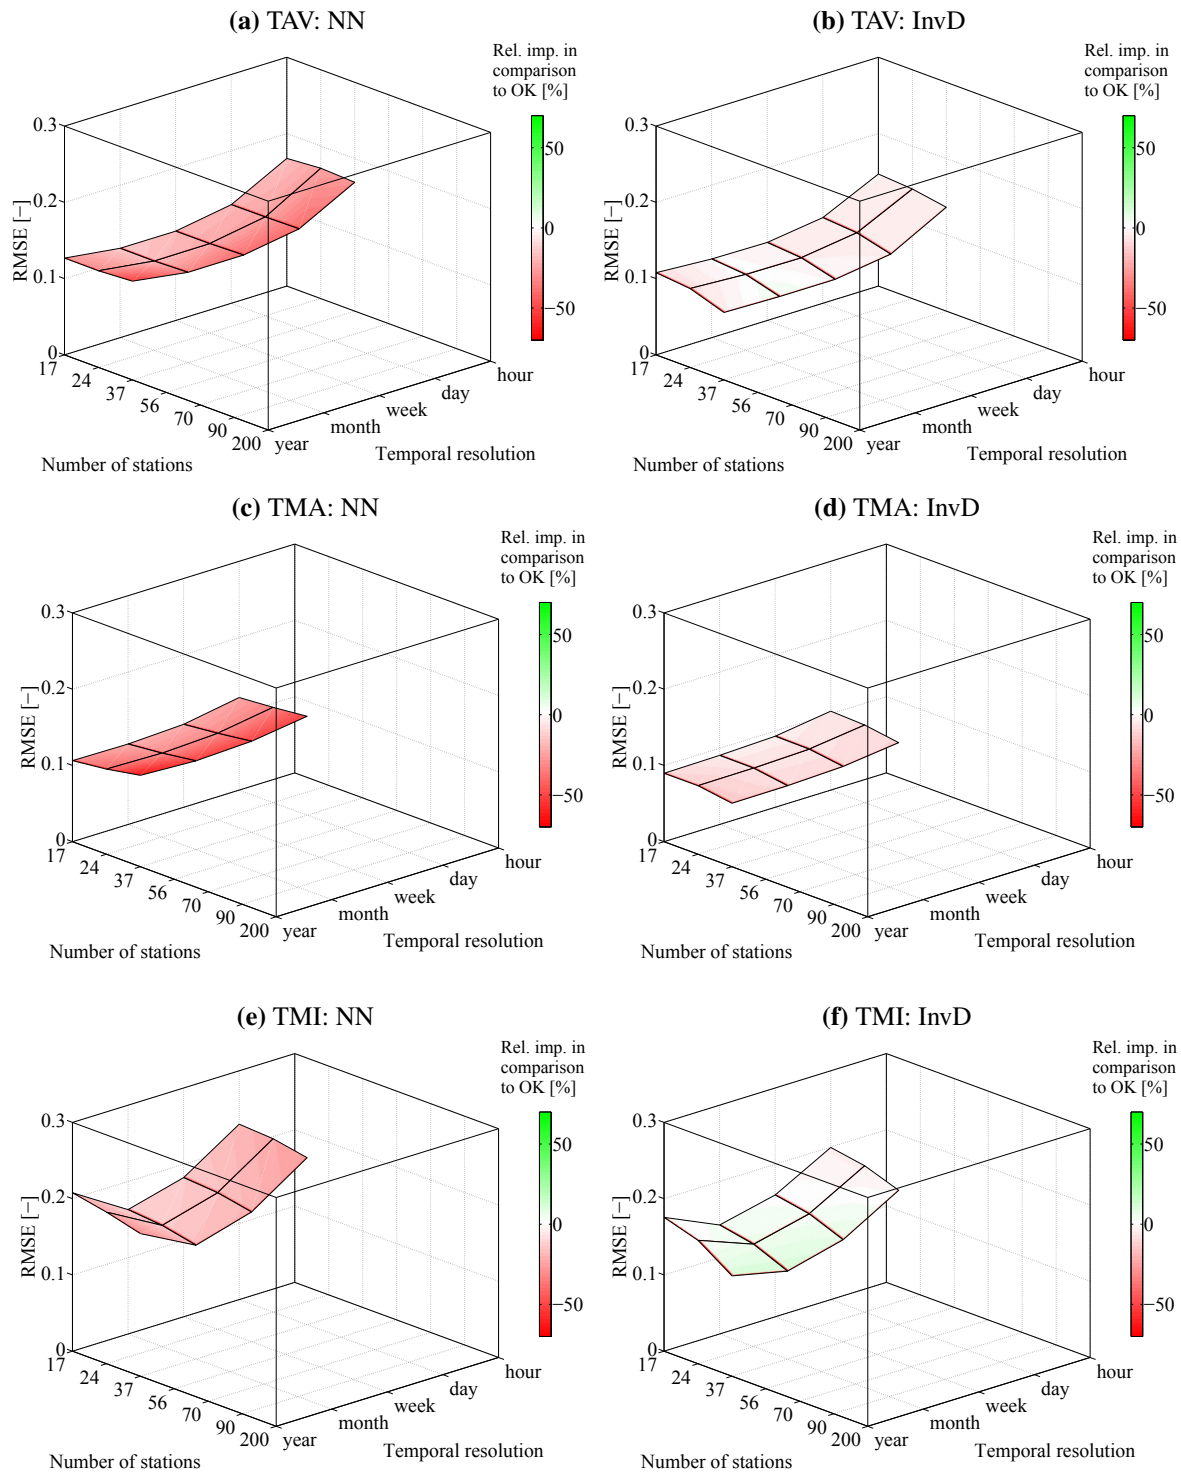 (a) TAV: NN
Rel. imp. in
comparison
to OK [%]
50
0
−50
0.3
0.2
0.1
0
RMSE [−]
17
24
37
56
70
90
200
year
month
week
day
hour
Number of stations
Temporal resolution
(b) TAV: InvD
Rel. imp. in
comparison
to OK [%]
50
0
−50
0.3
0.2
0.1
0
RMSE [−]
17
24
37
56
70
90
200
year
month
week
day
hour
Number of stations
Temporal resolution
(c) TMA: NN
Rel. imp. in
comparison
to OK [%]
50
0
−50
0.3
0.2
0.1
0
RMSE [−]
17
24
37
56
70
90
200
year
month
week
day
hour
Number of stations
Temporal resolution
(d) TMA: InvD
Rel. imp. in
comparison
to OK [%]
50
0
−50
0.3
0.2
0.1
0
RMSE [−]
17
24
37
56
70
90
200
year
month
week
day
hour
Number of stations
Temporal resolution
(e) TMI: NN
Rel. imp. in
comparison
to OK [%]
50
0
−50
0.3
0.2
0.1
0
RMSE [−]
17
24
37
56
70
90
200
year
month
week
day
hour
Number of stations
Temporal resolution
(f) TMI: InvD
Rel. imp. in
comparison
to OK [%]
50
0
−50
0.3
0.2
0.1
0
RMSE [−]
17
24
37
56
70
90
200
year
month
week
day
hour
Number of stations
Temporal resolution